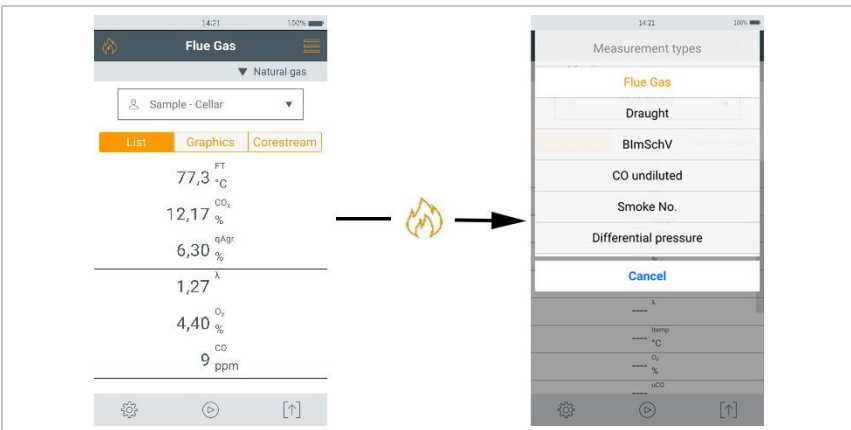 14:21 100%
Flue Gas
▼ Natural gas
Sample - Cellar ▼
List Graphics Corestream
77,3 FT °C
12,17 CO₂ %
6,30 qAgr. %
1,27 λ
4,40 O₂ %
9 CO ppm
14:21 100%
Measurement types
Flue Gas
Draught
BImSchV
CO undiluted
Smoke No.
Differential pressure
%
Cancel
---- λ
---- Itemp °C
---- O₂ %
---- uCO